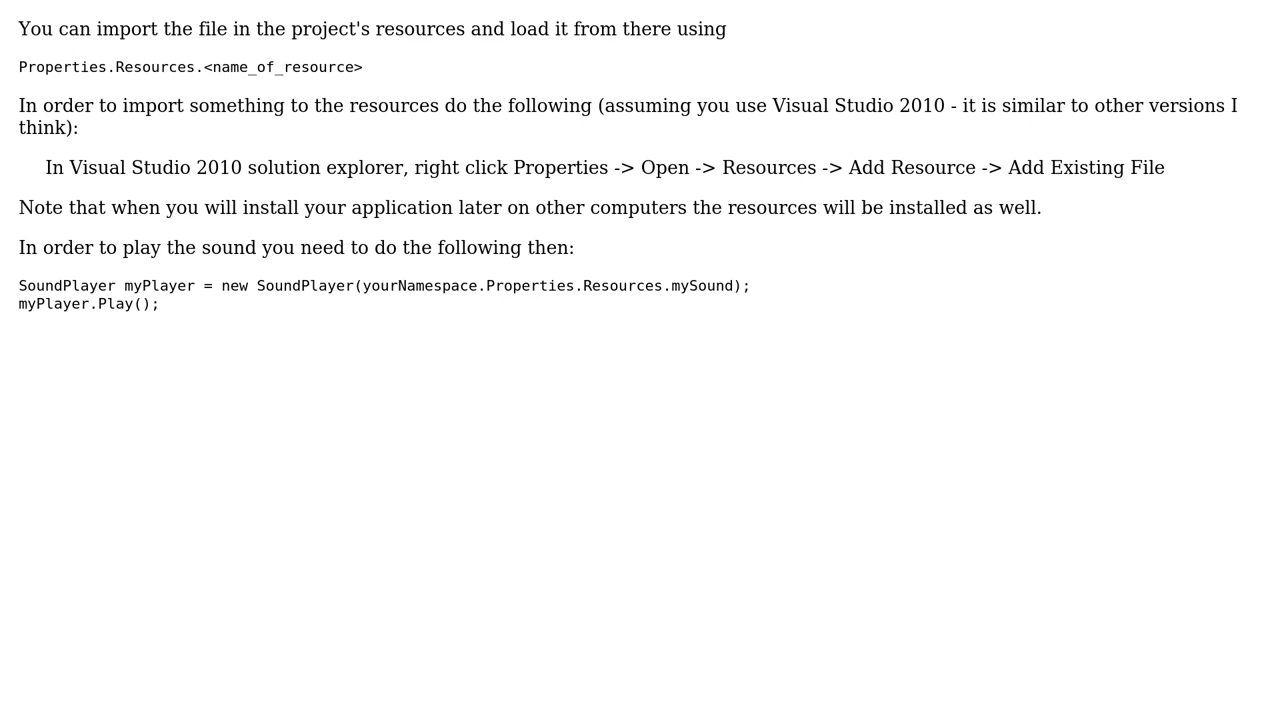 You can import the file in the project's resources and load it from there using
Properties.Resources.<name_of_resource>
In order to import something to the resources do the following (assuming you use Visual Studio 2010 - it is similar to other versions I
think):
In Visual Studio 2010 solution explorer, right click Properties -> Open -> Resources -> Add Resource -> Add Existing File
Note that when you will install your application later on other computers the resources will be installed as well.
In order to play the sound you need to do the following then:
SoundPlayer myPlayer = new SoundPlayer(yourNamespace.Properties.Resources.mySound);
myPlayer.Play();